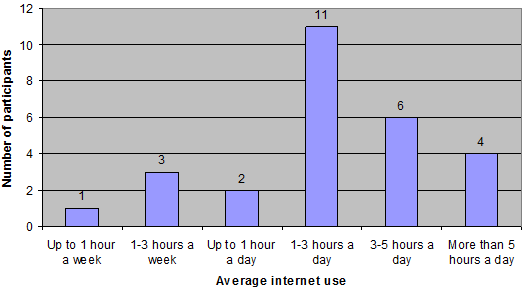 Number of participants
12
10
8
6
4
2
0
1
3
2
11
6
4
Up to 1 hour
a week
1-3 hours a
week
Up to 1 hour
a day
1-3 hours a
day
3-5 hours a
day
More than 5
hours a day
Average internet use